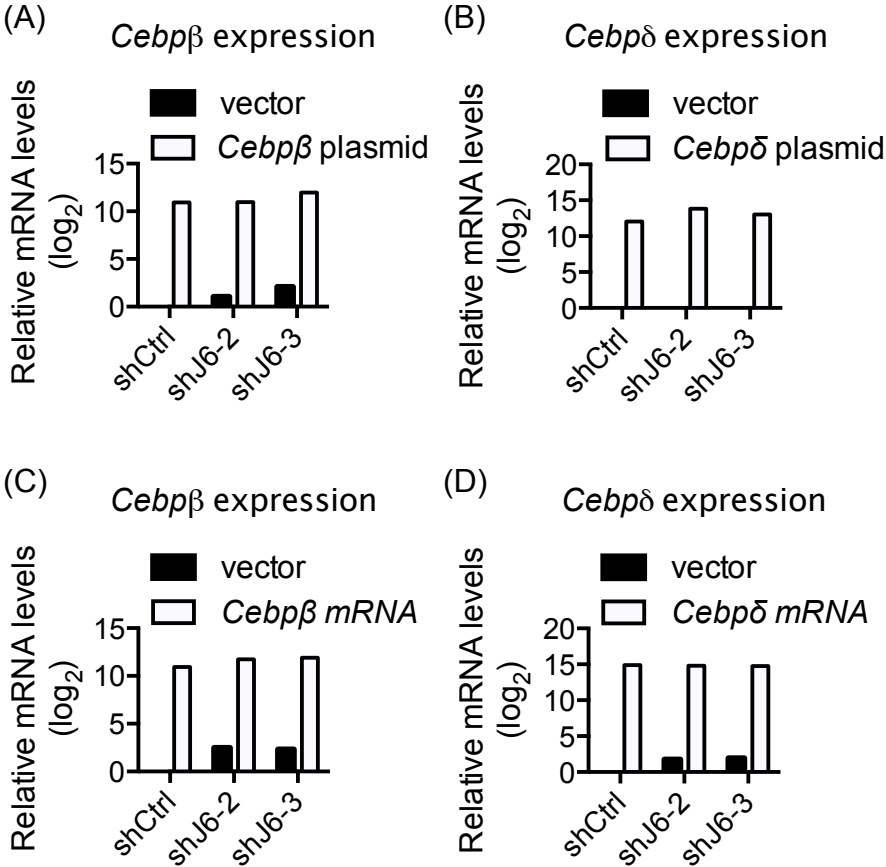 (A)
Cebpβ expression
vector
Cebpβ plasmid
Relative mRNA levels
(log2)
15
10
5
0
shCtrl
shJ6-2
shJ6-3
(B)
Cebpδ expression
vector
Cebpδ plasmid
Relative mRNA levels
(log2)
20
15
10
5
0
shCtrl
shJ6-2
shJ6-3
(C)
Cebpβ expression
vector
Cebpβ mRNA
Relative mRNA levels
(log2)
15
10
5
0
shCtrl
shJ6-2
shJ6-3
(D)
Cebpδ expression
vector
Cebpδ mRNA
Relative mRNA levels
(log2)
20
15
10
5
0
shCtrl
shJ6-2
shJ6-3